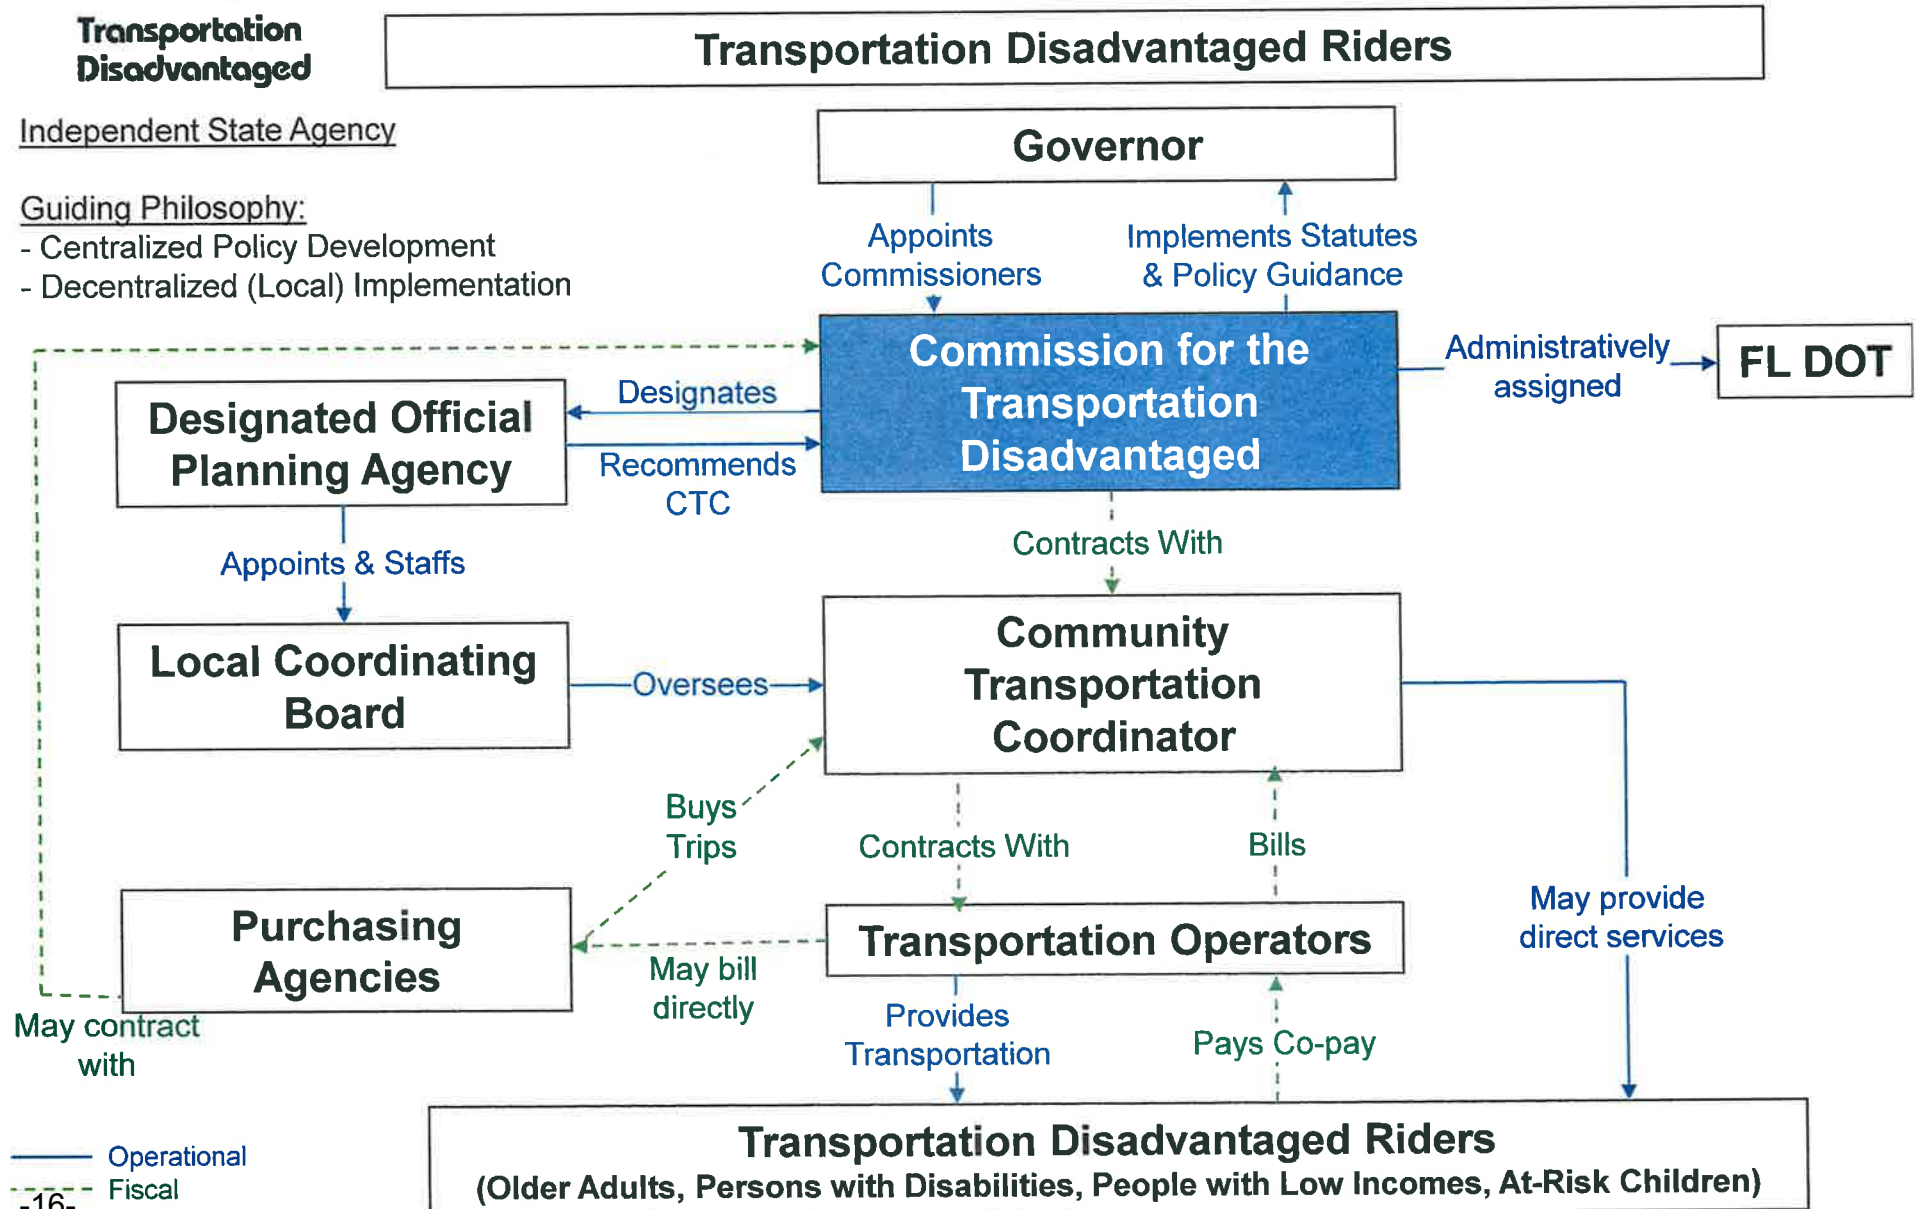 Transportation
Disadvantaged
Transportation Disadvantaged Riders
Independent State Agency
Guiding Philosophy:
- Centralized Policy Development
- Decentralized (Local) Implementation
Governor
Appoints
Commissioners
Implements Statutes
& Policy Guidance
Commission for the
Transportation
Disadvantaged
Administratively
assigned
FL DOT
Designates
Designated Official
Planning Agency
Recommends
CTC
Contracts With
Appoints & Staffs
Local Coordinating
Board
Oversees
Community
Transportation
Coordinator
Buys
Trips
Contracts With
Bills
May provide
direct services
Purchasing
Agencies
Transportation Operators
May bill
directly
May contract
with
Provides
Transportation
Pays Co-pay
Transportation Disadvantaged Riders
(Older Adults, Persons with Disabilities, People with Low Incomes, At-Risk Children)
Operational
Fiscal
-16-